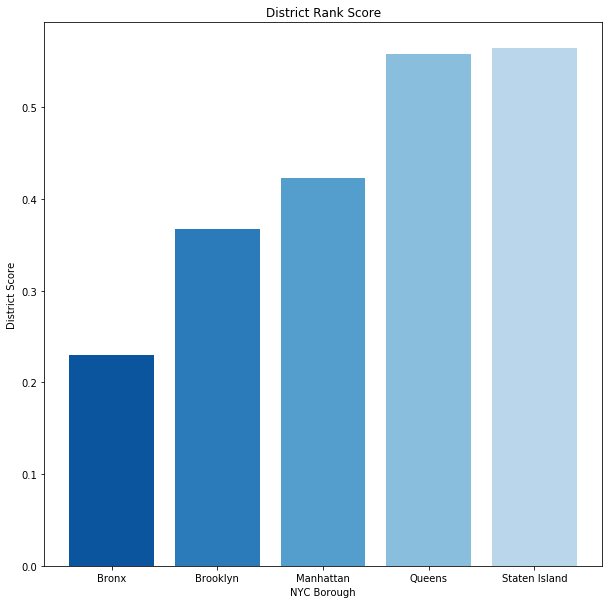 District Rank Score
District Score
0.5
0.4
0.3
0.2
0.1
0.0
Bronx Brooklyn Manhattan Queens Staten Island
NYC Borough